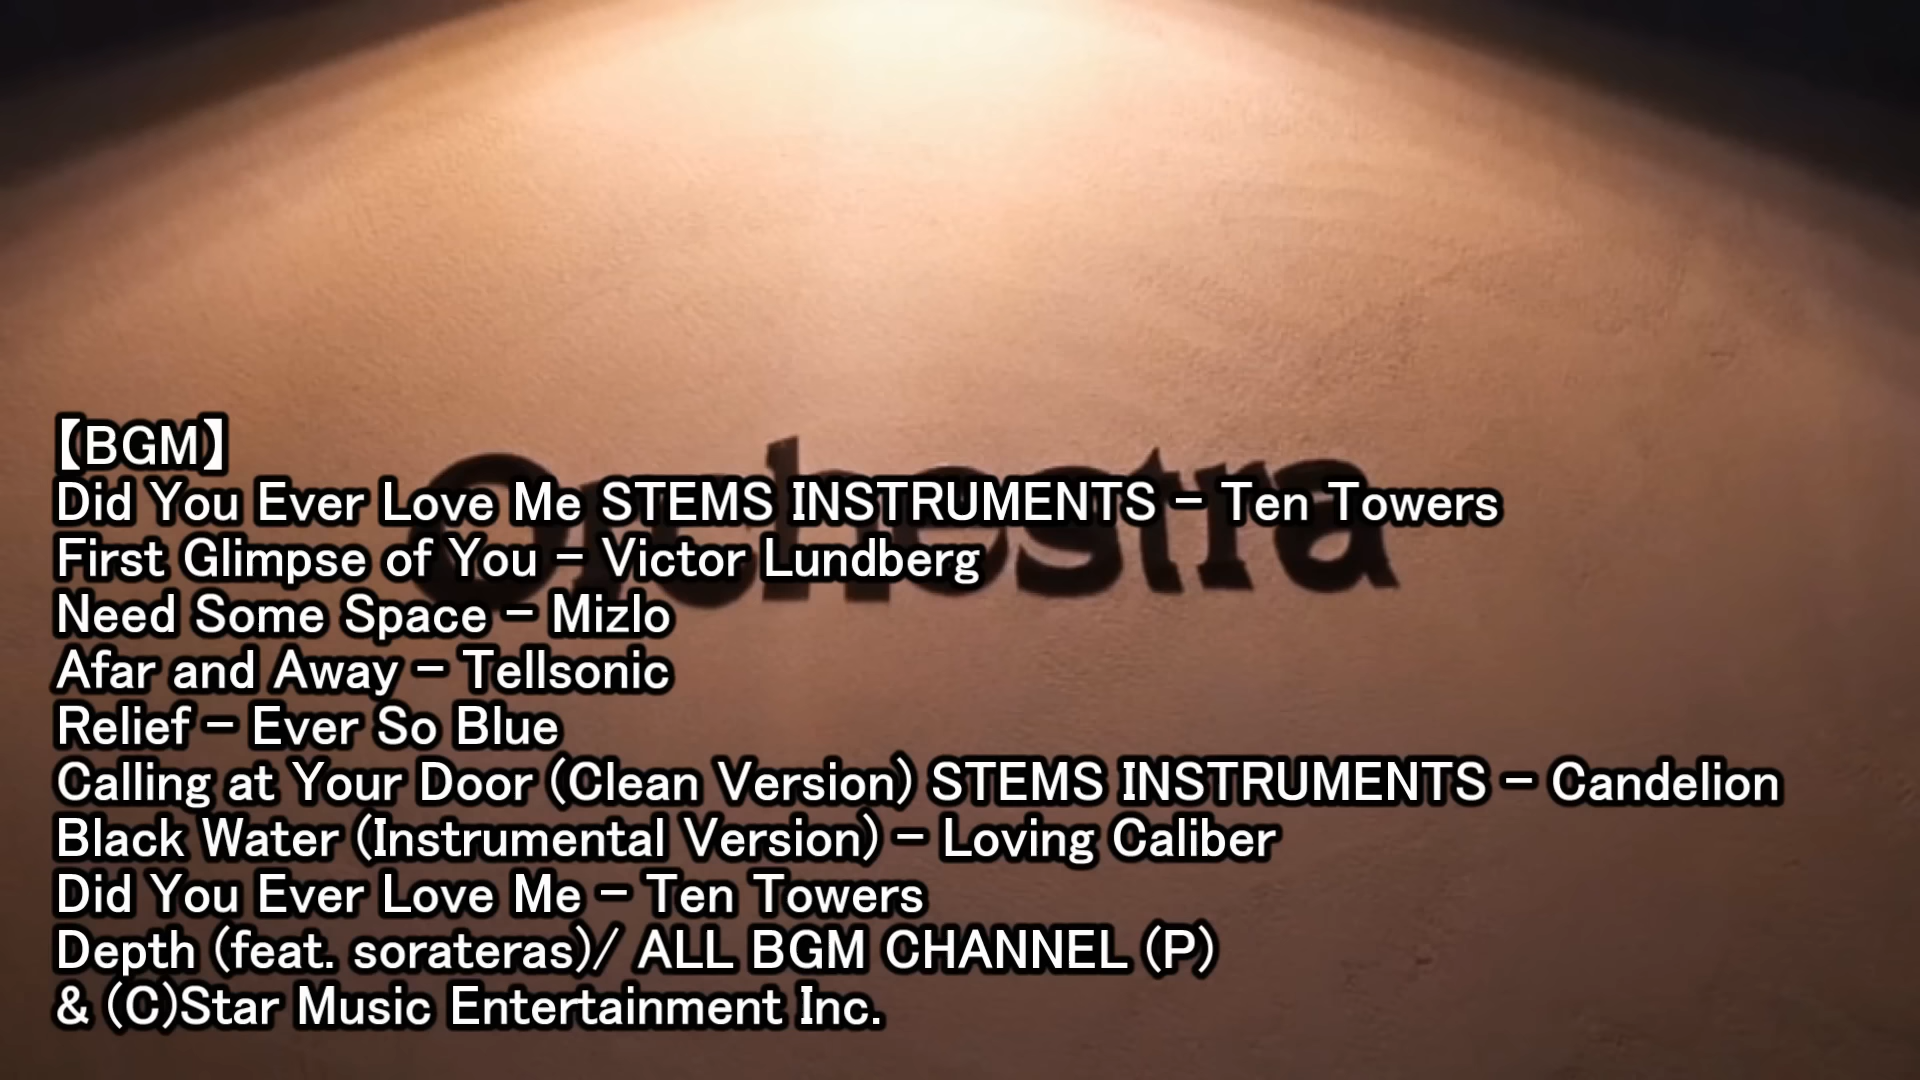 【BGM】
Orchestra
Did You Ever Love Me STEMS INSTRUMENTS - Ten Towers
First Glimpse of You - Victor Lundberg
Need Some Space - Mizlo
Afar and Away - Tellsonic
Relief - Ever So Blue
Calling at Your Door (Clean Version) STEMS INSTRUMENTS - Candelion
Black Water (Instrumental Version) - Loving Caliber
Did You Ever Love Me - Ten Towers
Depth (feat. sorateras)/ ALL BGM CHANNEL (P)
& (C)Star Music Entertainment Inc.